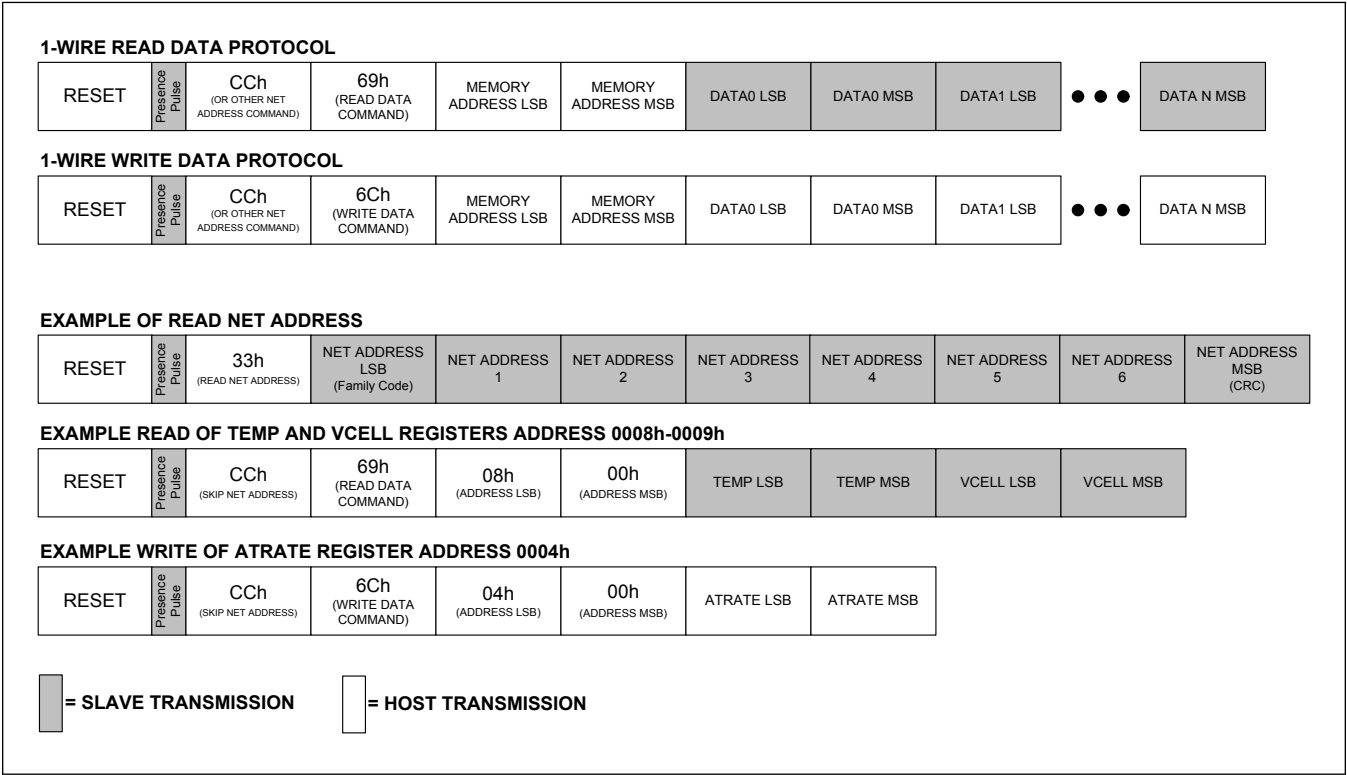 1-WIRE READ DATA PROTOCOL
RESET
Presence
Pulse
CCh
(OR OTHER NET
ADDRESS COMMAND)
69h
(READ DATA
COMMAND)
MEMORY
ADDRESS LSB
MEMORY
ADDRESS MSB
DATA0 LSB
DATA0 MSB
DATA1 LSB
DATA N MSB
1-WIRE WRITE DATA PROTOCOL
RESET
Presence
Pulse
CCh
(OR OTHER NET
ADDRESS COMMAND)
6Ch
(WRITE DATA
COMMAND)
MEMORY
ADDRESS LSB
MEMORY
ADDRESS MSB
DATA0 LSB
DATA0 MSB
DATA1 LSB
DATA N MSB
EXAMPLE OF READ NET ADDRESS
RESET
Presence
Pulse
33h
(READ NET ADDRESS)
NET ADDRESS
LSB
(Family Code)
NET ADDRESS
1
NET ADDRESS
2
NET ADDRESS
3
NET ADDRESS
4
NET ADDRESS
5
NET ADDRESS
6
NET ADDRESS
MSB
(CRC)
EXAMPLE READ OF TEMP AND VCELL REGISTERS ADDRESS 0008h-0009h
RESET
Presence
Pulse
CCh
(SKIP NET ADDRESS)
69h
(READ DATA
COMMAND)
08h
(ADDRESS LSB)
00h
(ADDRESS MSB)
TEMP LSB
TEMP MSB
VCELL LSB
VCELL MSB
EXAMPLE WRITE OF ATRATE REGISTER ADDRESS 0004h
RESET
Presence
Pulse
CCh
(SKIP NET ADDRESS)
6Ch
(WRITE DATA
COMMAND)
04h
(ADDRESS LSB)
00h
(ADDRESS MSB)
ATRATE LSB
ATRATE MSB
= SLAVE TRANSMISSION
= HOST TRANSMISSION